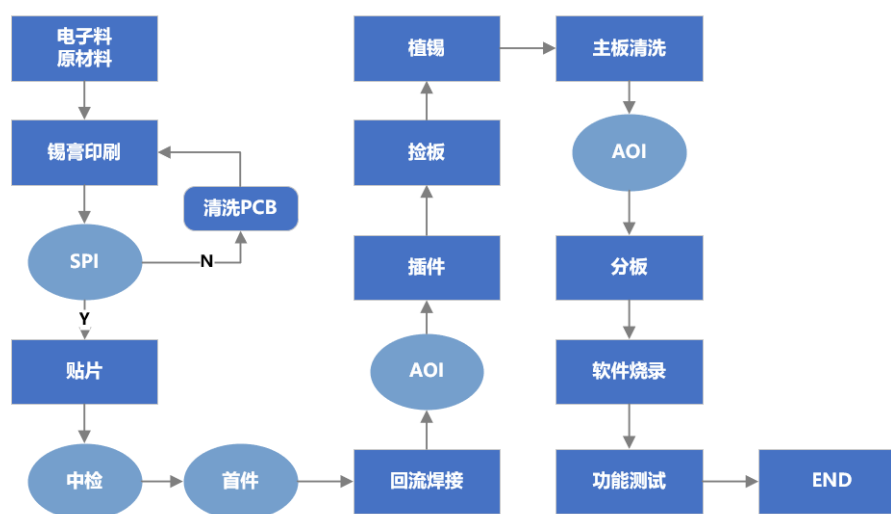 电子料
原材料
锡膏印刷
清洗PCB
SPI
N
Y
贴片
中检
首件
回流焊接
AOI
插件
捡板
植锡
主板清洗
AOI
分板
软件烧录
功能测试
END